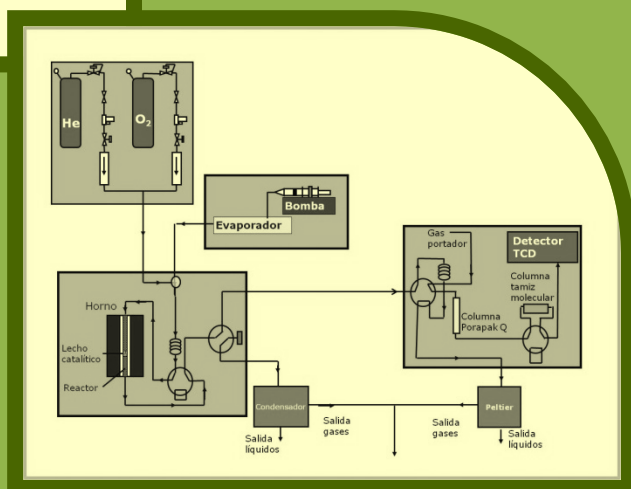 He
O2
Bomba
Evaporador
Gas
portador
Detector
TCD
Columna
tamiz
molecular
Columna
Porapak Q
Horno
Lecho
catalítico
Reactor
Condensador
Salida
gases
Salida
líquidos
Salida
gases
Peltier
Salida
líquidos